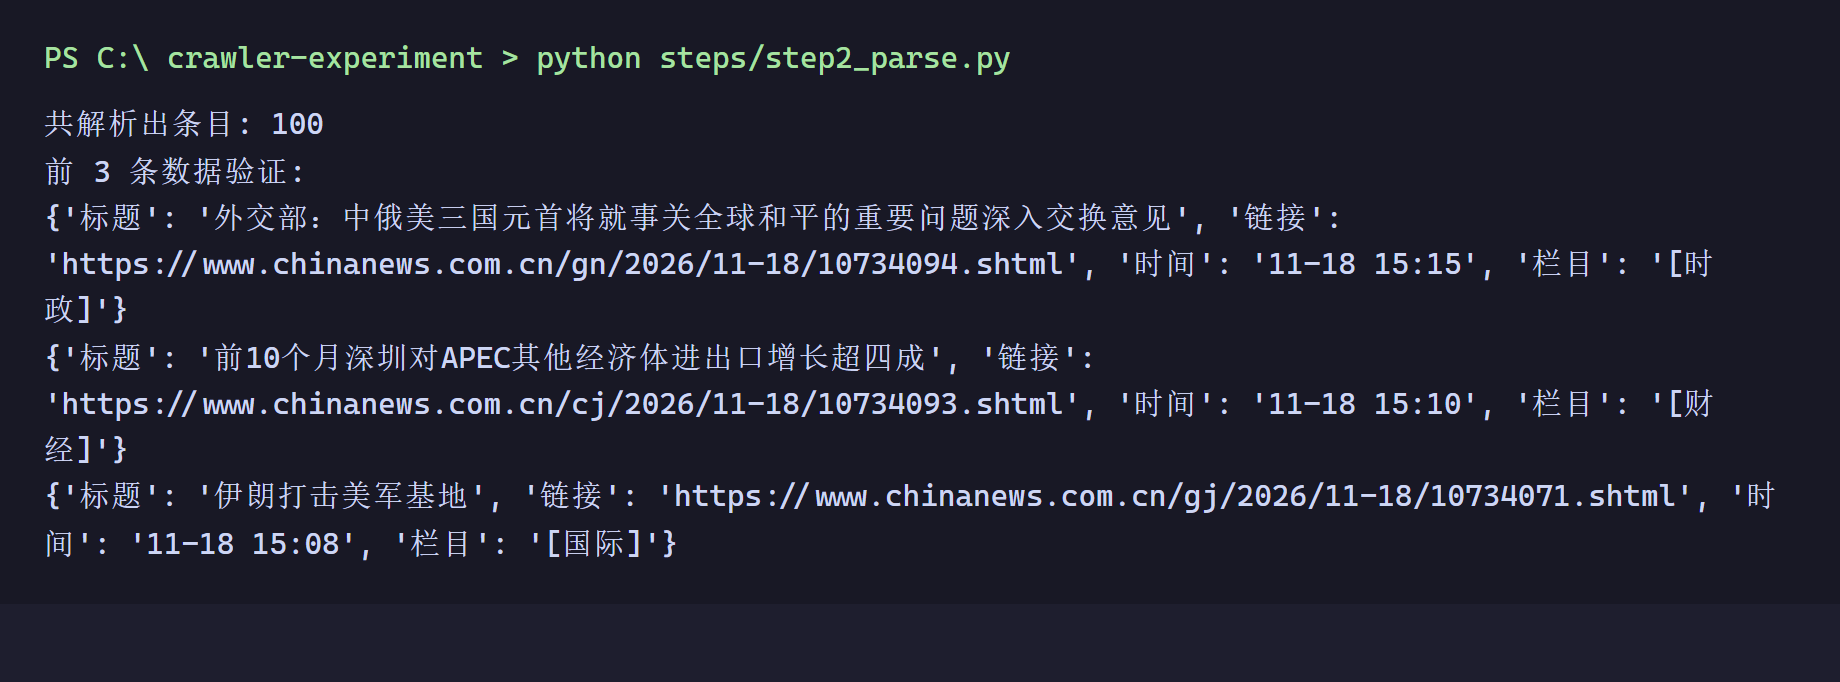 PS C:\ crawler-experiment > python steps/step2_parse.py
共解析出条目: 100
前 3 条数据验证:
{'标题': '外交部：中俄美三国元首将就事关全球和平的重要问题深入交换意见', '链接':
'https://www.chinanews.com.cn/gn/2026/11-18/10734094.shtml', '时间': '11-18 15:15', '栏目': '[时
政]'}
{'标题': '前10个月深圳对APEC其他经济体进出口增长超四成', '链接':
'https://www.chinanews.com.cn/cj/2026/11-18/10734093.shtml', '时间': '11-18 15:10', '栏目': '[财
经]'}
{'标题': '伊朗打击美军基地', '链接': 'https://www.chinanews.com.cn/gj/2026/11-18/10734071.shtml', '时
间': '11-18 15:08', '栏目': '[国际]'}